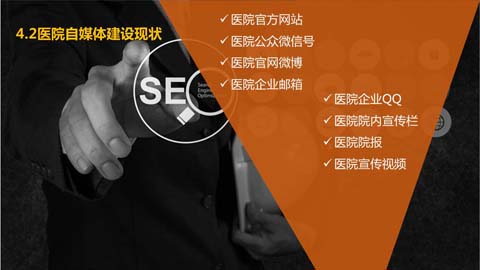 4.2医院自媒体建设现状
✓ 医院官方网站
✓ 医院公众微信号
✓ 医院官网微博
✓ 医院企业邮箱
✓ 医院企业QQ
✓ 医院院内宣传栏
✓ 医院院报
✓ 医院宣传视频
SEO
Engine